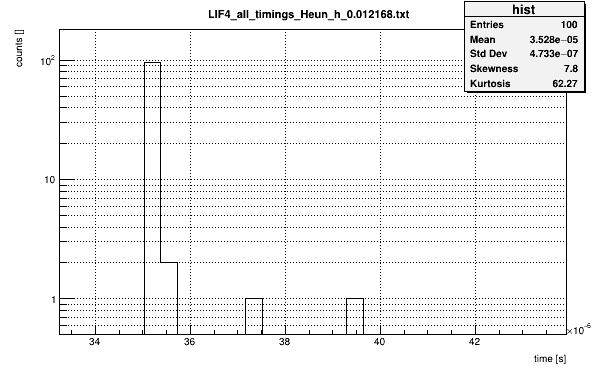 LIF4_all_timings_Heun_h_0.012168.txt
hist
Entries 100
Mean 3.528e−05
Std Dev 4.733e−07
Skewness 7.8
Kurtosis 62.27
counts []
10²
10
1
34 36 38 40 42
×10⁻⁶
time [s]